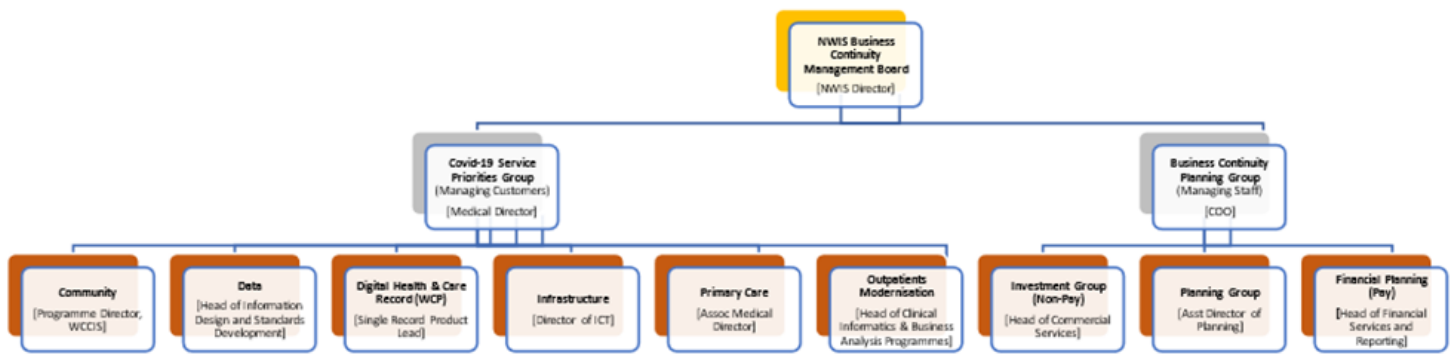 NWIS Business
Continuity
Management Board
[NWIS Director]
Covid-19 Service
Priorities Group
(Managing Customers)
[Medical Director]
Business Continuity
Planning Group
(Managing Staff)
[COO]
Community
[Programme Director,
WCCIS]
Data
[Head of Information
Design and Standards
Development]
Digital Health & Care
Record (WCP)
[Single Record Product
Lead]
Infrastructure
[Director of ICT]
Primary Care
[Assoc Medical
Director]
Outpatients
Modernisation
[Head of Clinical
Informatics & Business
Analysis Programmes]
Investment Group
(Non-Pay)
[Head of Commercial
Services]
Planning Group
[Asst Director of
Planning]
Financial Planning
(Pay)
[Head of Financial
Services and
Reporting]